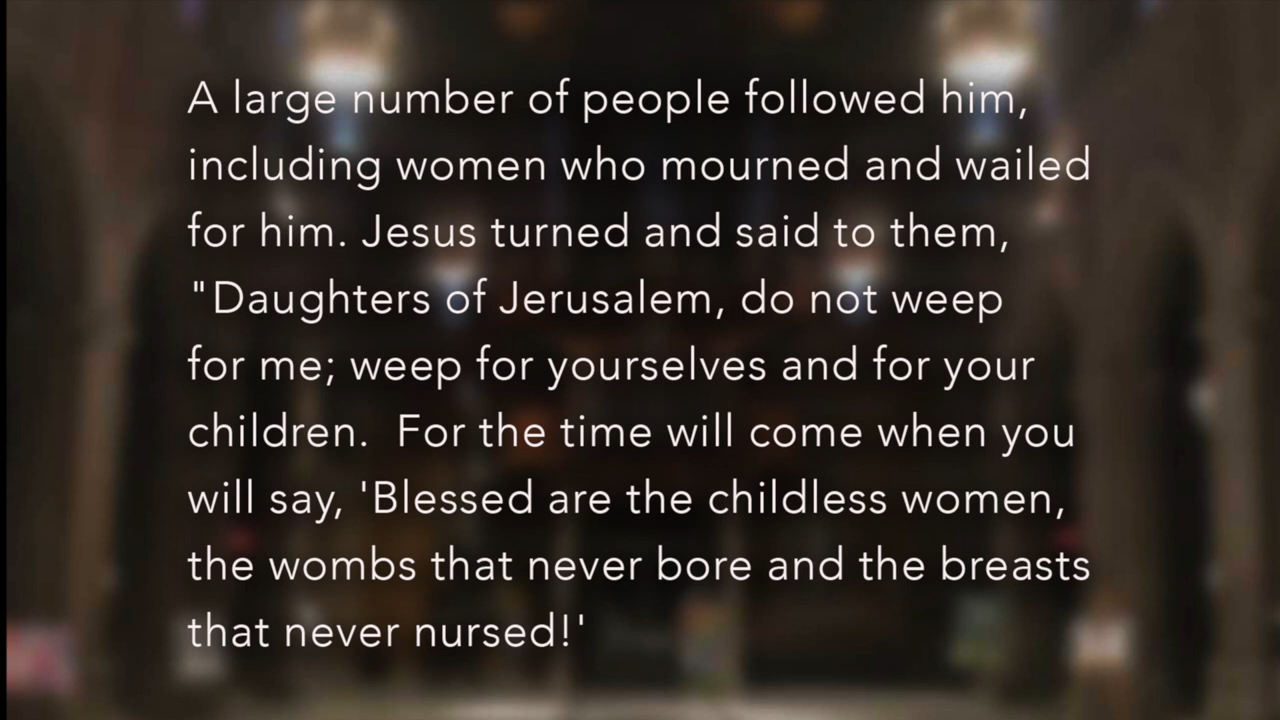 A large number of people followed him,
including women who mourned and wailed
for him. Jesus turned and said to them,
"Daughters of Jerusalem, do not weep
for me; weep for yourselves and for your
children.  For the time will come when you
will say, 'Blessed are the childless women,
the wombs that never bore and the breasts
that never nursed!'